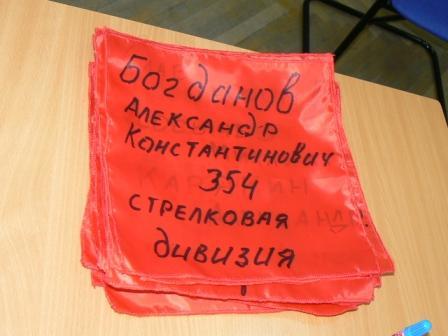 Богданов
Александр
Константинович
354
стрелковая
дивизия